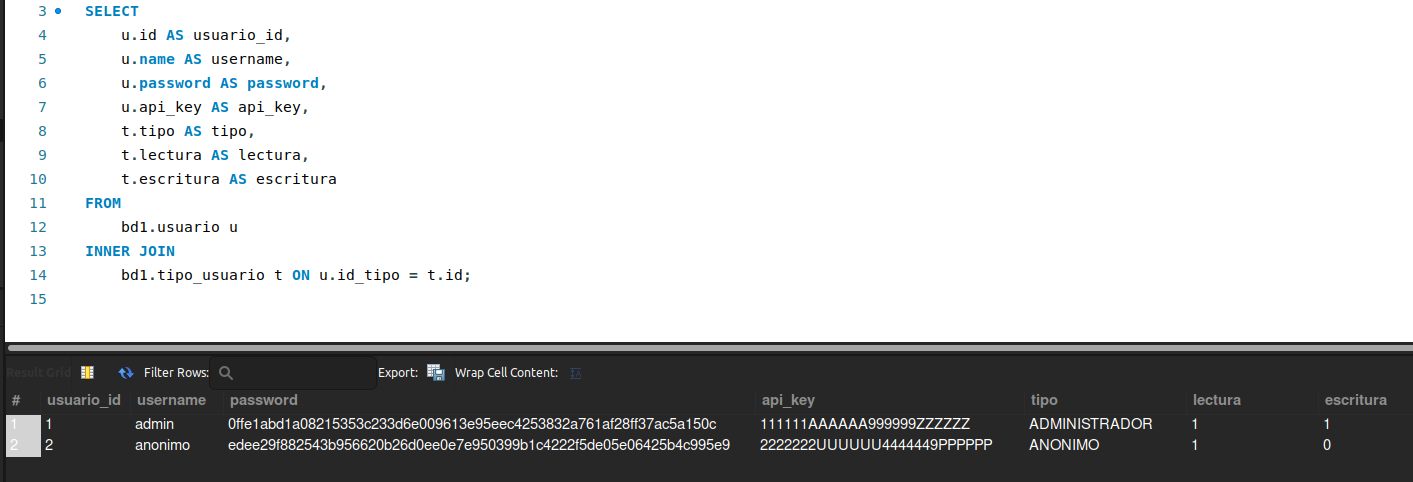 3 SELECT
4 u.id AS usuario_id,
5 u.name AS username,
6 u.password AS password,
7 u.api_key AS api_key,
8 t.tipo AS tipo,
9 t.lectura AS lectura,
10 t.escritura AS escritura
11 FROM
12 bd1.usuario u
13 INNER JOIN
14 bd1.tipo_usuario t ON u.id_tipo = t.id;
15
Result Grid Filter Rows: Export: Wrap Cell Content:
# usuario_id username password api_key tipo lectura escritura
1 1 admin 0ffe1abd1a08215353c233d6e009613e95eec4253832a761af28ff37ac5a150c 111111AAAAAA999999ZZZZZZ ADMINISTRADOR 1 1
2 2 anonimo edee29f882543b956620b26d0ee0e7e950399b1c4222f5de05e06425b4c995e9 2222222UUUUUU4444449PPPPPP ANONIMO 1 0